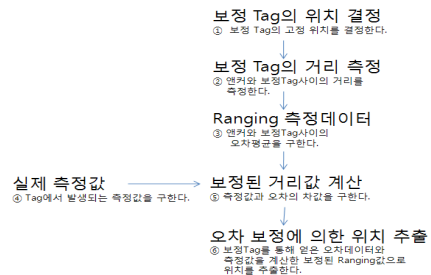 보정 Tag의 위치 결정
① 보정 Tag의 고정 위치를 결정한다.
보정 Tag의 거리 측정
② 앤커와 보정Tag사이의 거리를
측정한다.
Ranging 측정데이터
③ 앤커와 보정Tag사이의
오차평균을 구한다.
실제 측정값
④ Tag에서 발생되는 측정값을 구한다.
보정된 거리값 계산
⑤ 측정값과 오차의 차값을 구한다.
오차 보정에 의한 위치 추출
⑥ 보정Tag를 통해 얻은 오차데이터와
측정값을 계산한 보정된 Ranging값으로
위치를 추출한다.